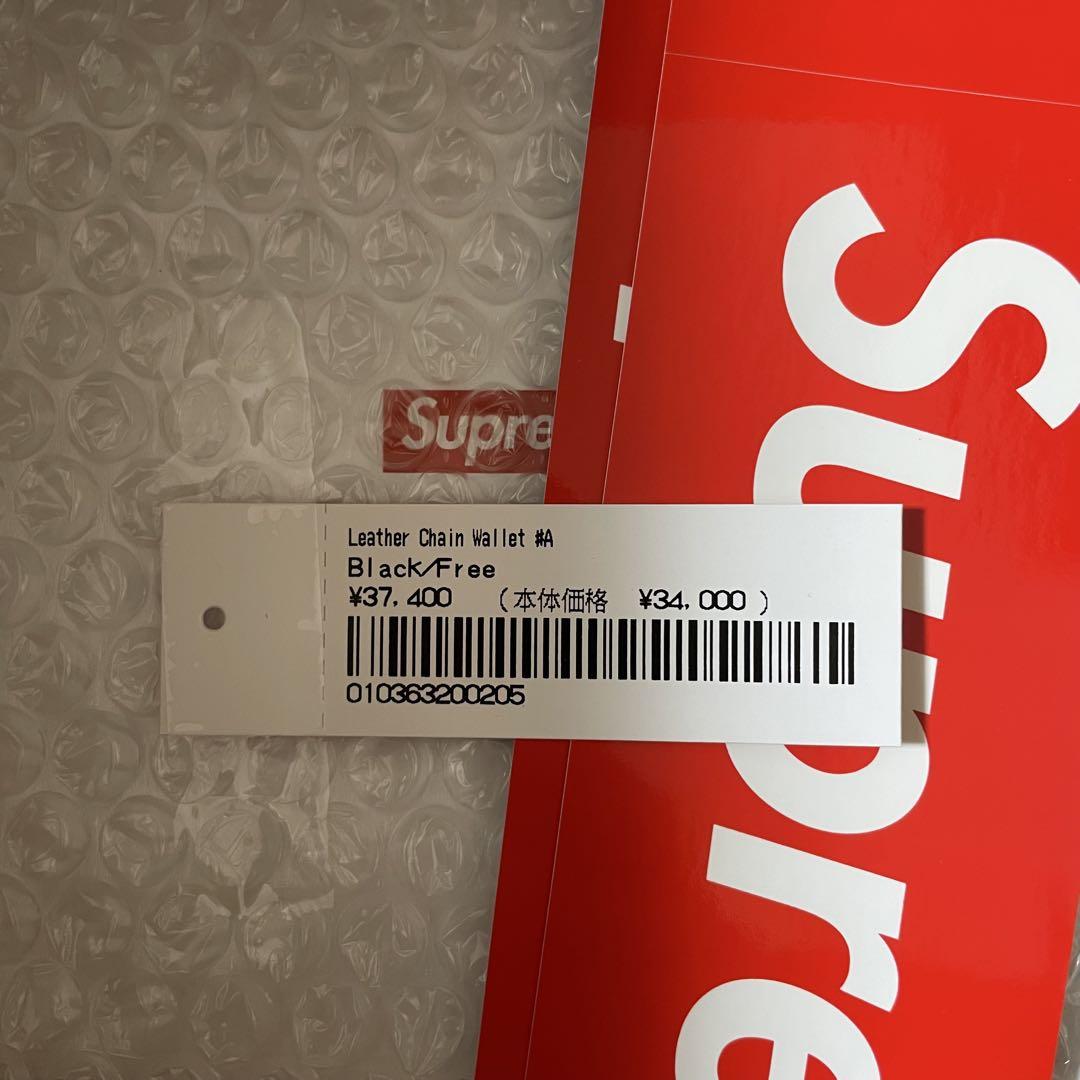 Supre
Supre
Leather Chain Wallet #A
Black/Free
¥37,400 (本体価格 ¥34,000 )
010363200205